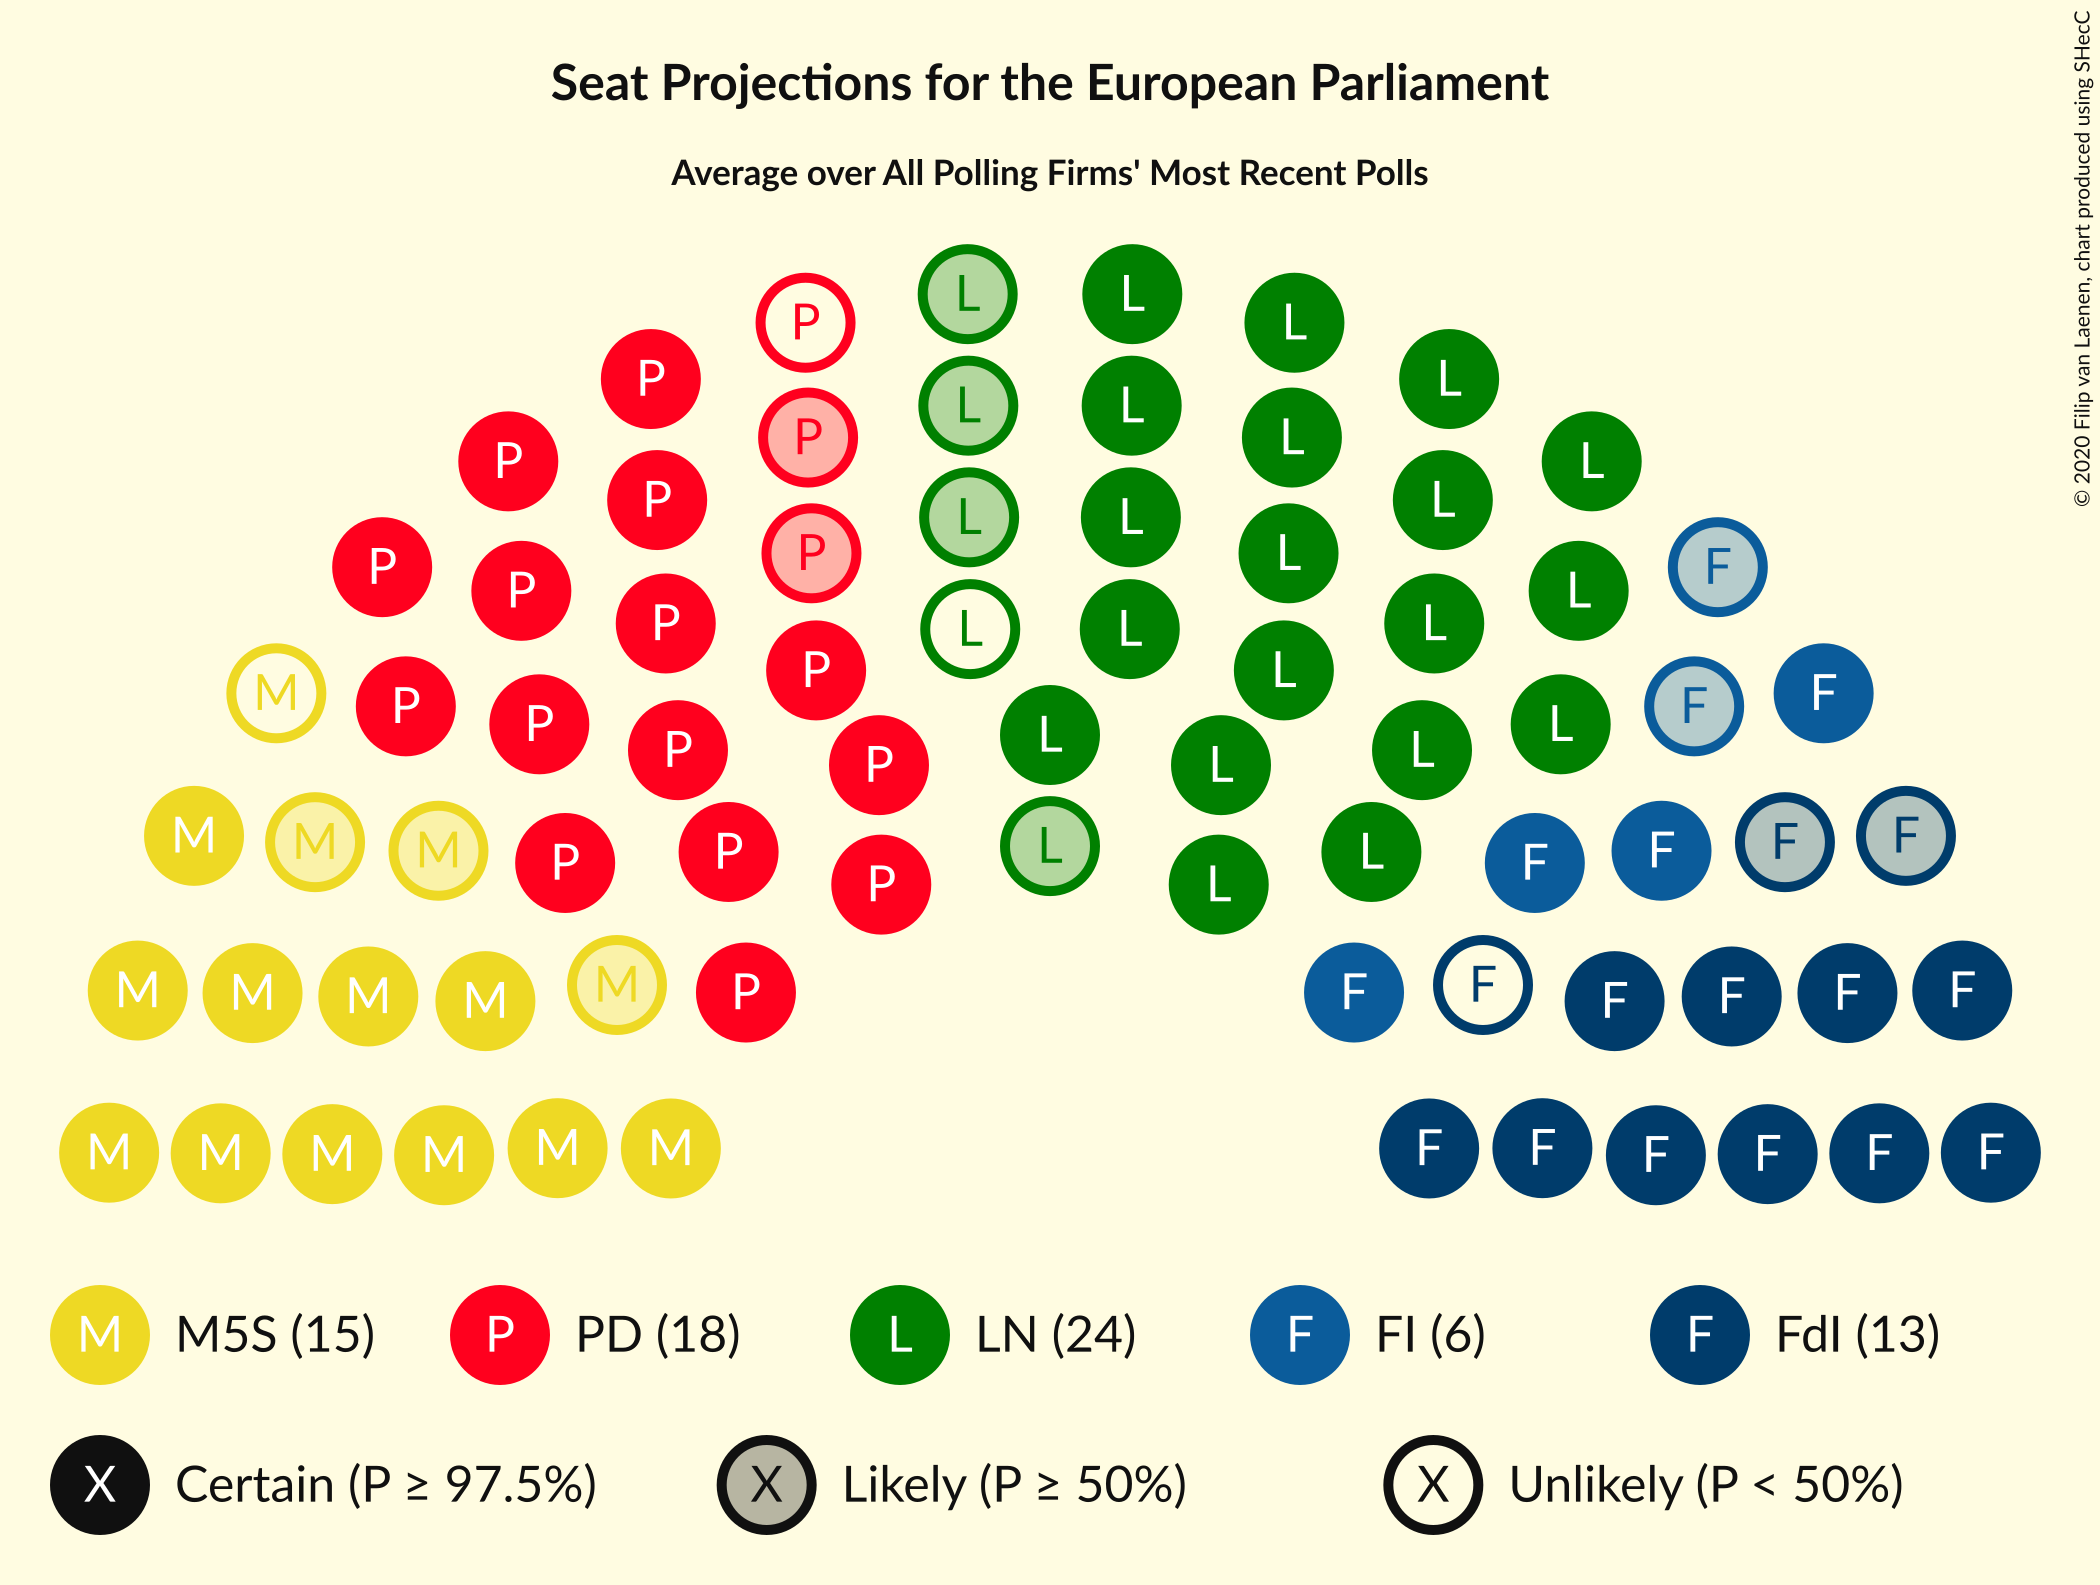 Seat Projections for the European Parliament
Average over All Polling Firms' Most Recent Polls
© 2020 Filip van Laenen, chart produced using SHecC
L L
P L
P L
L L
P P L L
P L
P P L L
P P L L
P F
P P L L
L L
P P L L
M F
P F
P P L L
L
P P L L
M F
M F
M F
P P L L
L
P F
P L
M M M M M P F F F F F F
M M M M M M F F F F F F
M M5S (15) P PD (18) L LN (24) F FI (6) F FdI (13)
X Certain (P ≥ 97.5%) X Likely (P ≥ 50%) X Unlikely (P < 50%)